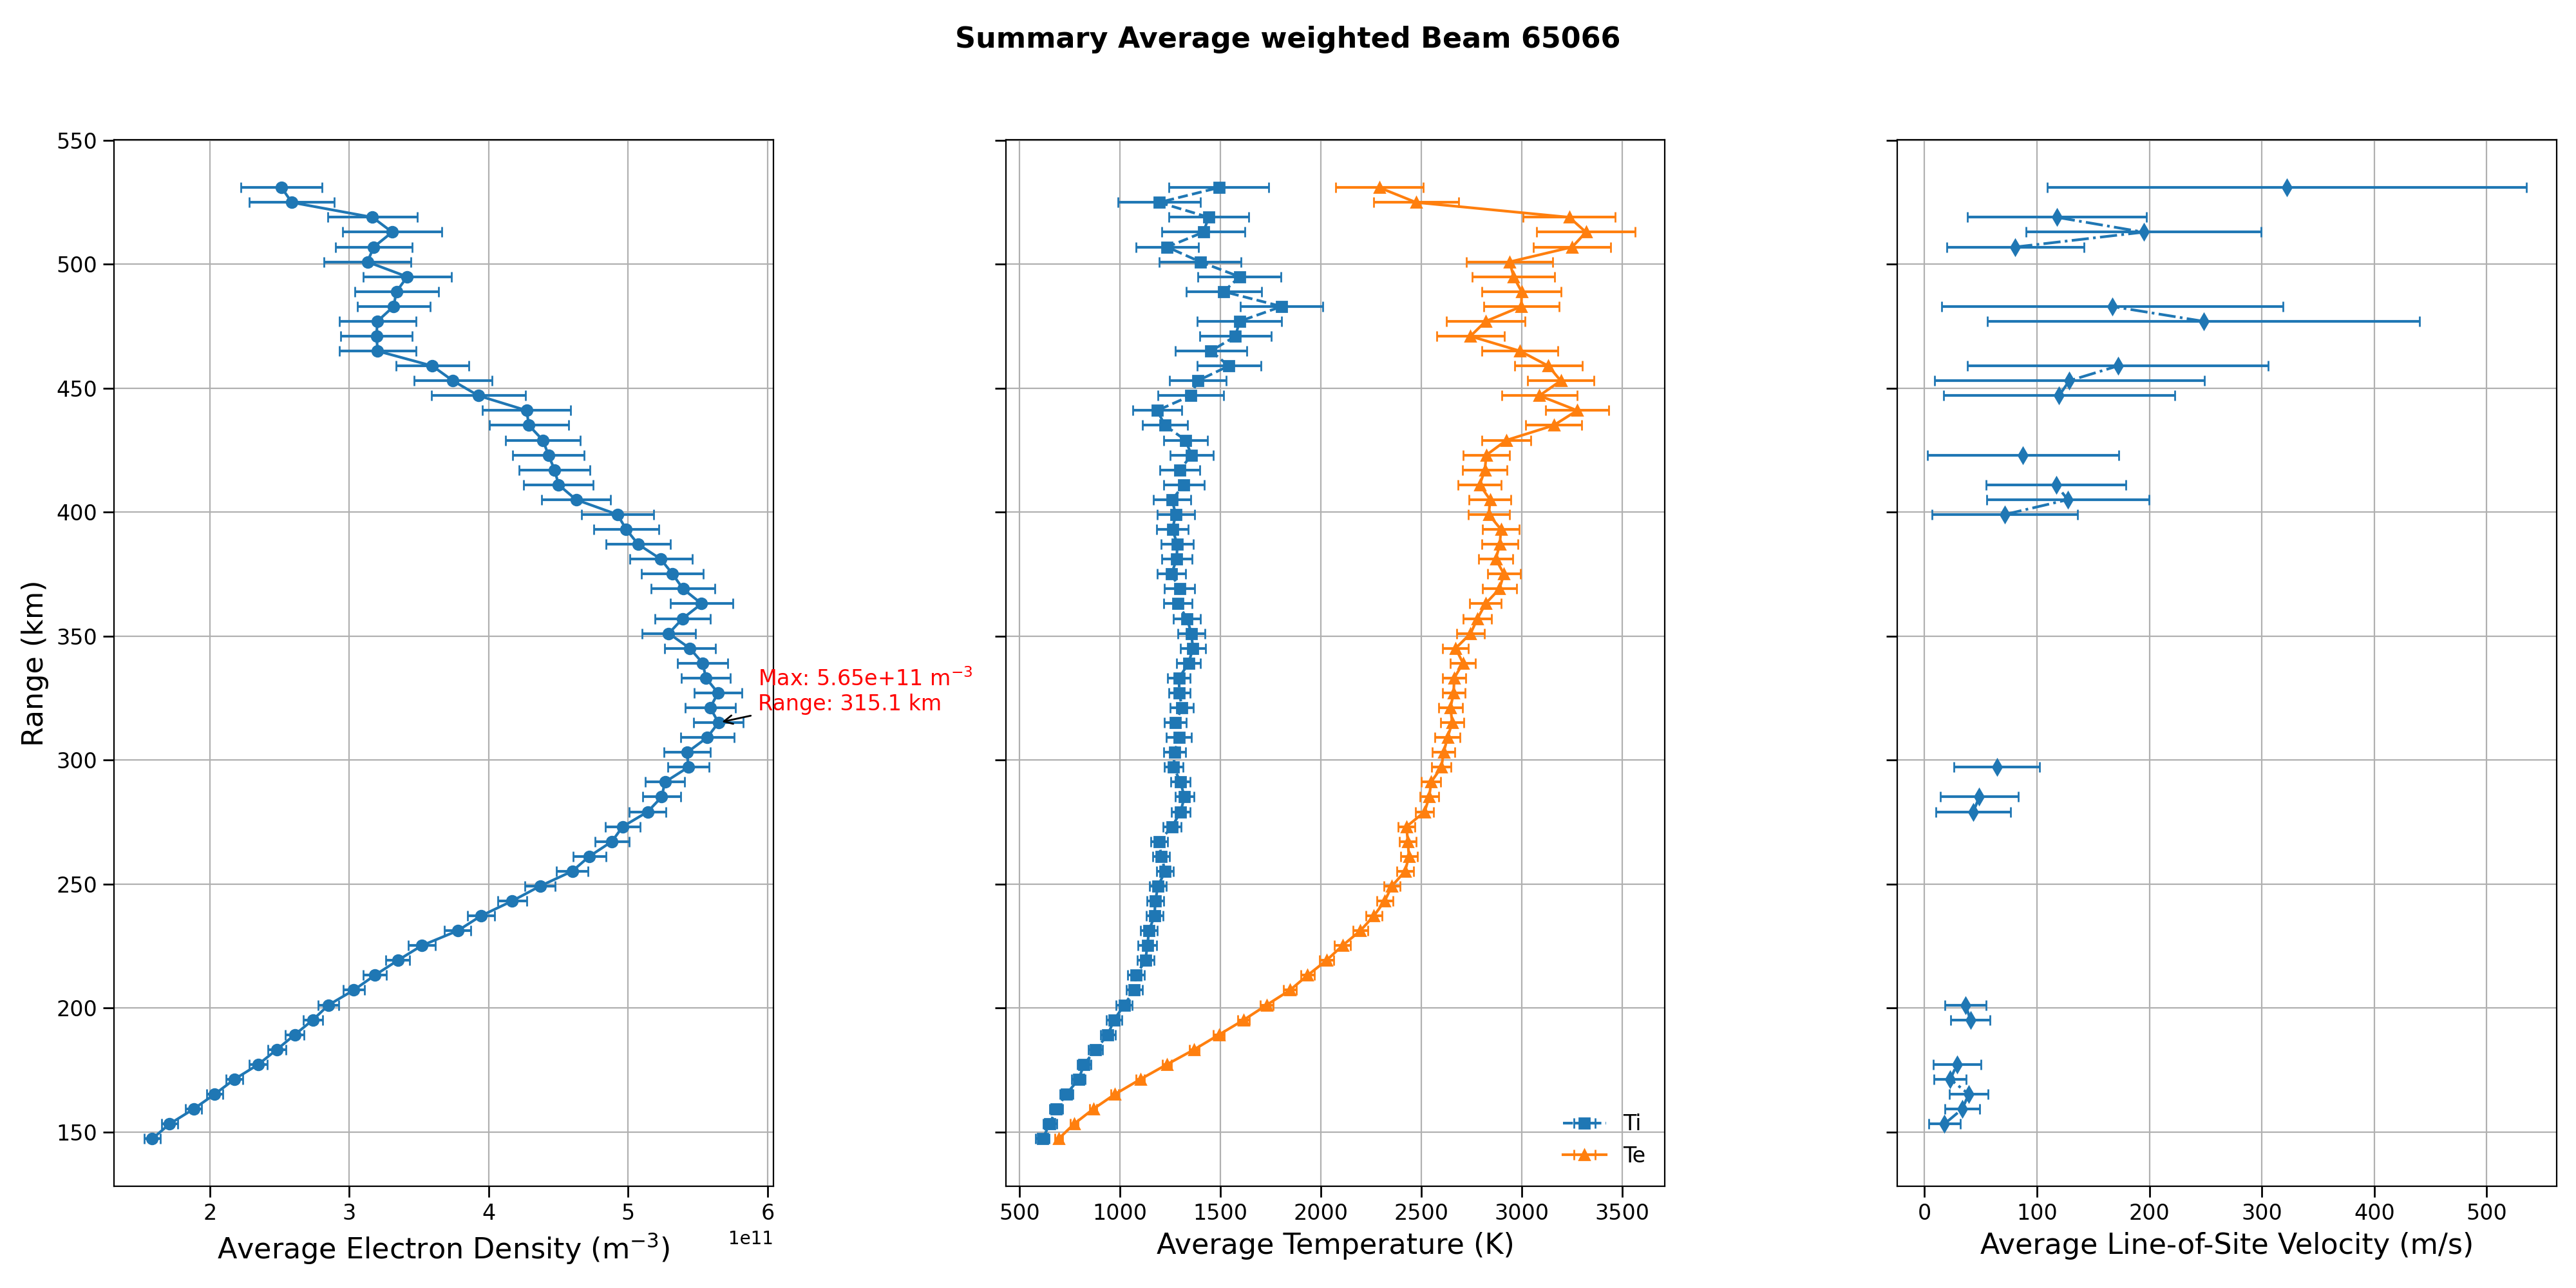 Summary Average weighted Beam 65066
550
500
450
400
350
300
250
200
150
Range (km)
2 3 4 5 6
1e11
Average Electron Density (m⁻³)
Max: 5.65e+11 m⁻³
Range: 315.1 km
500 1000 1500 2000 2500 3000 3500
Average Temperature (K)
Ti
Te
0 100 200 300 400 500
Average Line-of-Site Velocity (m/s)